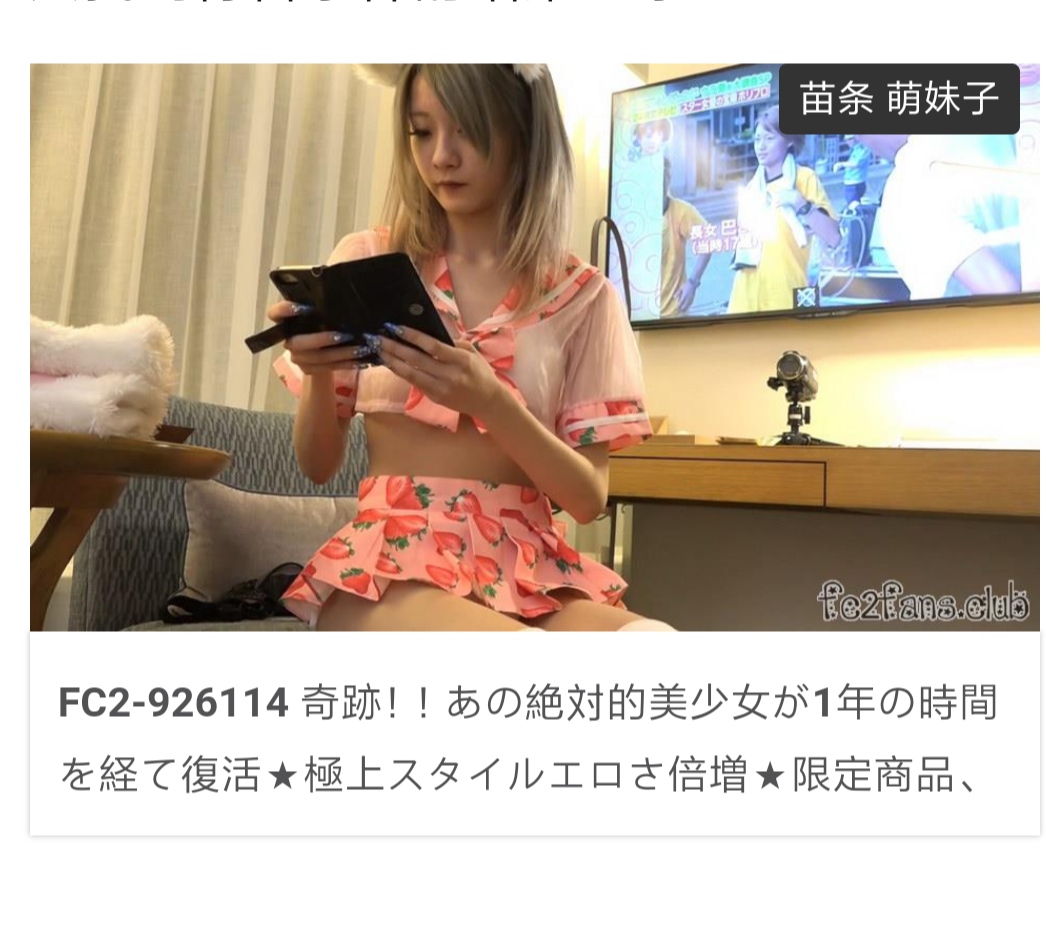 苗条 萌妹子
長女 巴
(当時17
fc2fans.club
FC2-926114 奇跡！！あの絶対的美少女が1年の時間
を経て復活★極上スタイルエロさ倍増★限定商品、